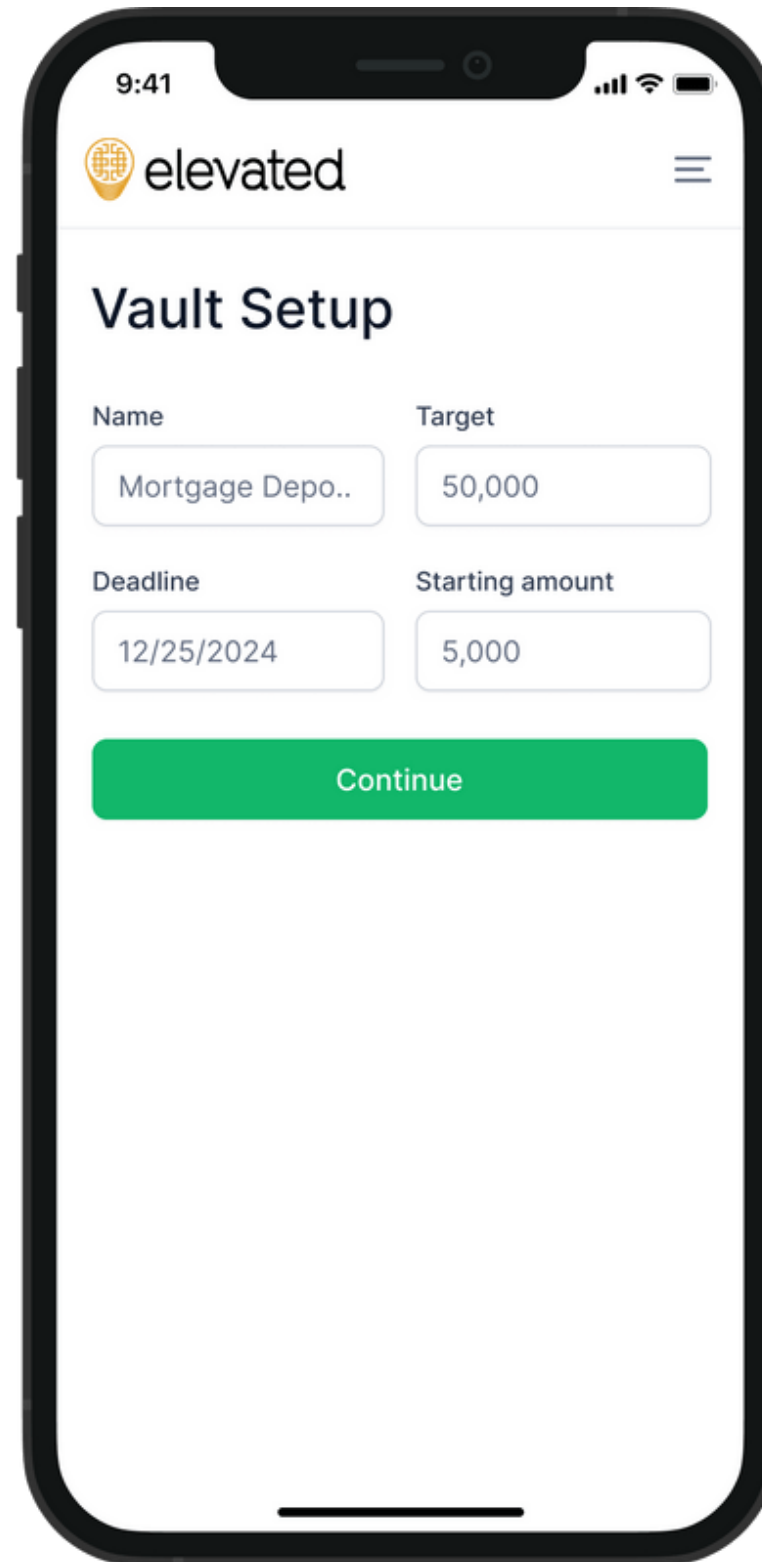 9:41
elevated
Vault Setup
Name Target
Mortgage Depo.. 50,000
Deadline Starting amount
12/25/2024 5,000
Continue